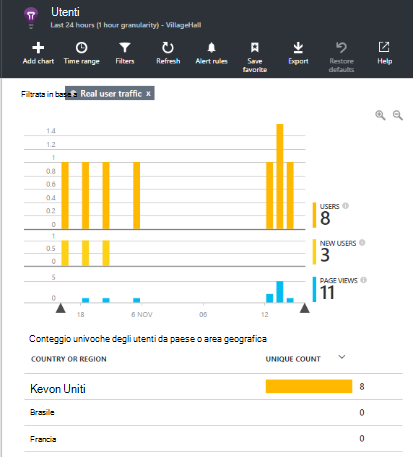 Utenti
Last 24 hours (1 hour granularity) - VillageHall
Add chart
Time range
Filters
Refresh
Alert rules
Save favorite
Export
Restore defaults
Help
Filtrata in base a
Real user traffic x
1.4
1.2
1
0.8
0.6
0.4
0.2
0
USERS
8
1
0.5
0
NEW USERS
3
5
0
PAGE VIEWS
11
18
6 NOV
06
12
Conteggio univoche degli utenti da paese o area geografica
COUNTRY OR REGION
UNIQUE COUNT
Kevon Uniti
8
Brasile
0
Francia
0